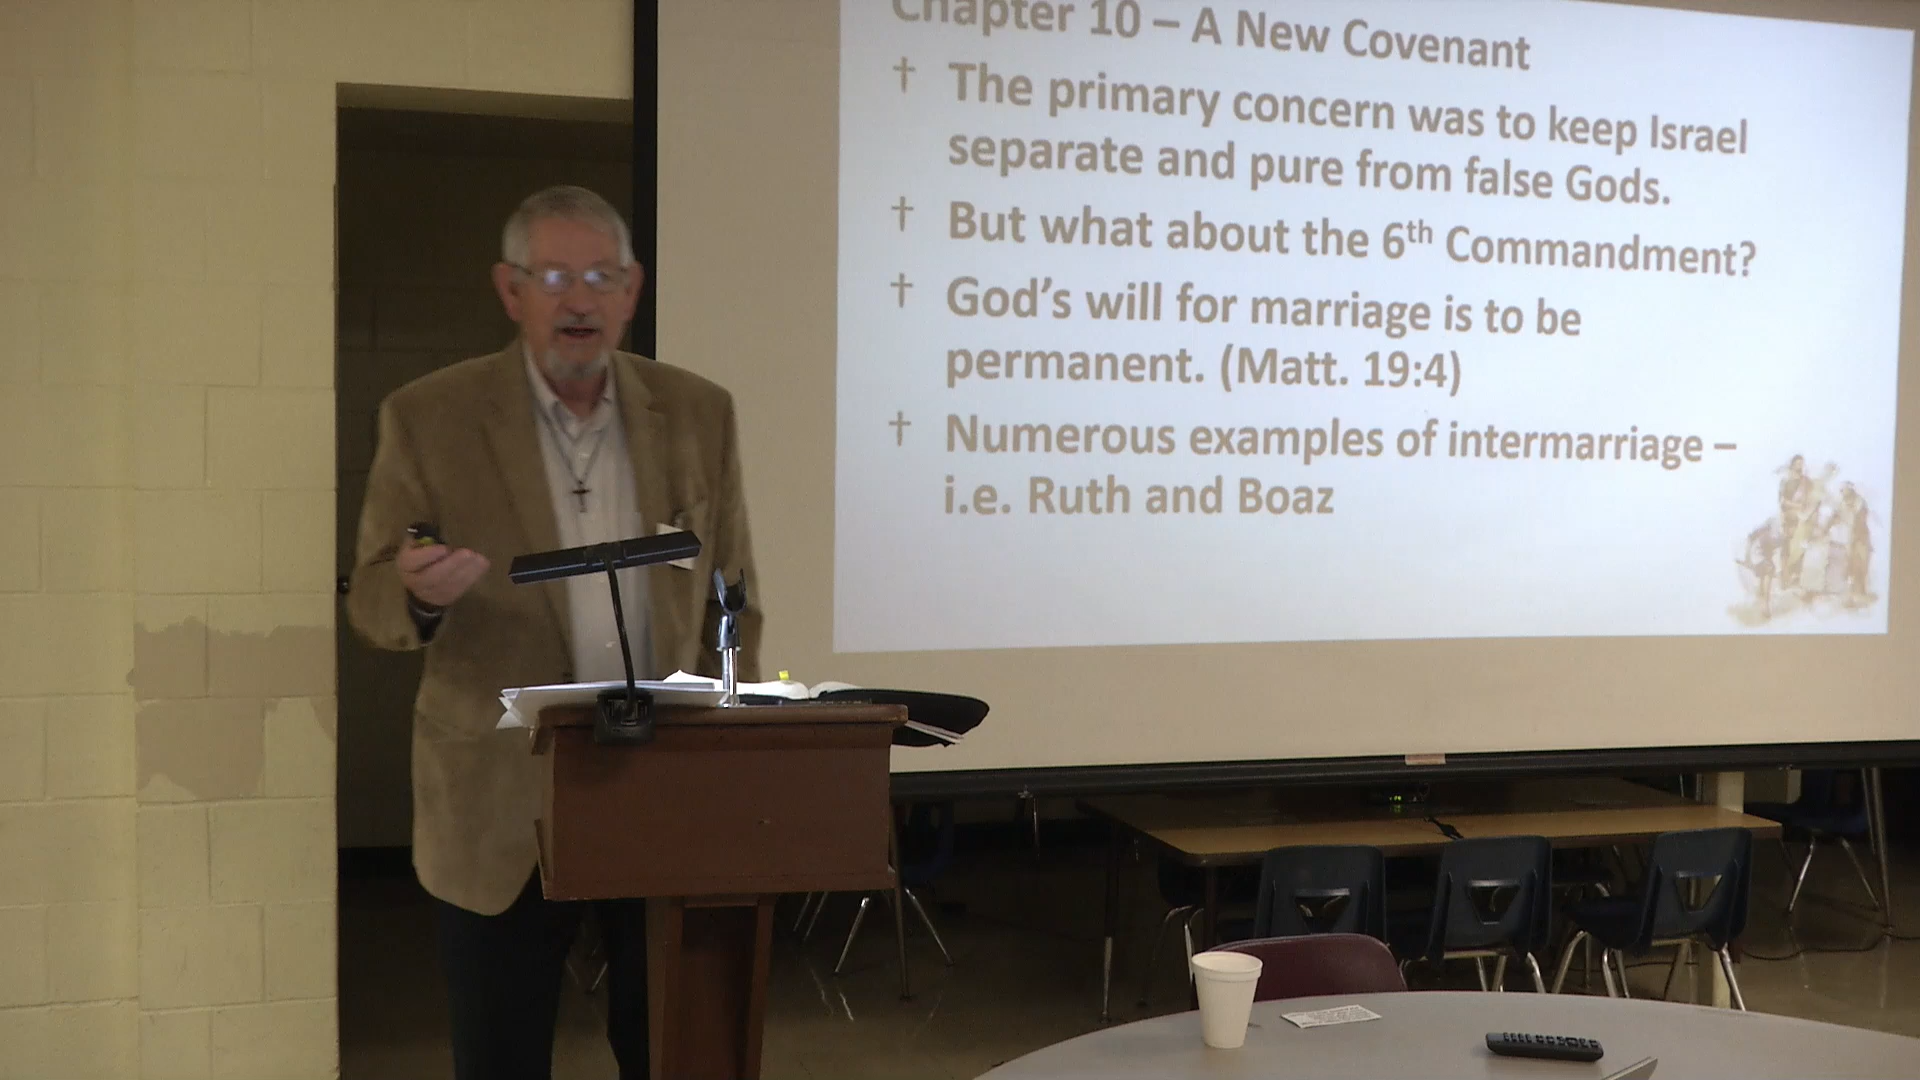 Chapter 10 – A New Covenant
† The primary concern was to keep Israel
separate and pure from false Gods.
† But what about the 6th Commandment?
† God's will for marriage is to be
permanent. (Matt. 19:4)
† Numerous examples of intermarriage –
i.e. Ruth and Boaz